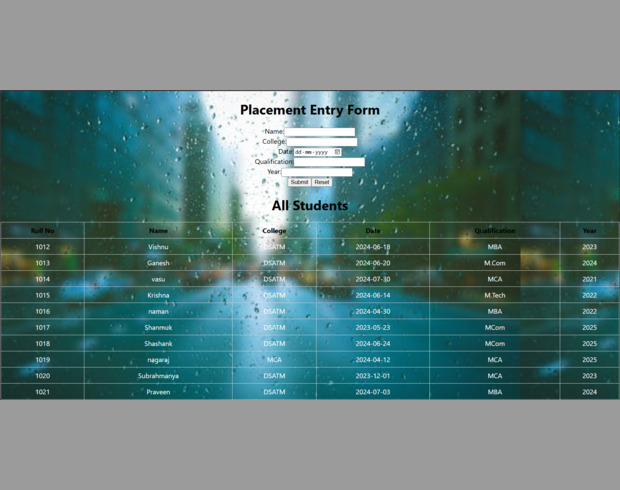 Placement Entry Form
Name:
College:
Date: dd-mm-yyyy
Qualification:
Year:
Submit Reset
All Students
Roll No Name College Date Qualification Year
1012 Vishnu DSATM 2024-06-18 MBA 2023
1013 Ganesh DSATM 2024-06-20 M.Com 2024
1014 vasu DSATM 2024-07-30 MCA 2021
1015 Krishna DSATM 2024-06-14 M.Tech 2022
1016 naman DSATM 2024-04-30 MBA 2022
1017 Shanmuk DSATM 2023-05-23 MCom 2025
1018 Shashank DSATM 2024-06-24 MCom 2025
1019 nagaraj MCA 2024-04-12 MCA 2025
1020 Subrahmanya DSATM 2023-12-01 MCA 2023
1021 Praveen DSATM 2024-07-03 MBA 2024